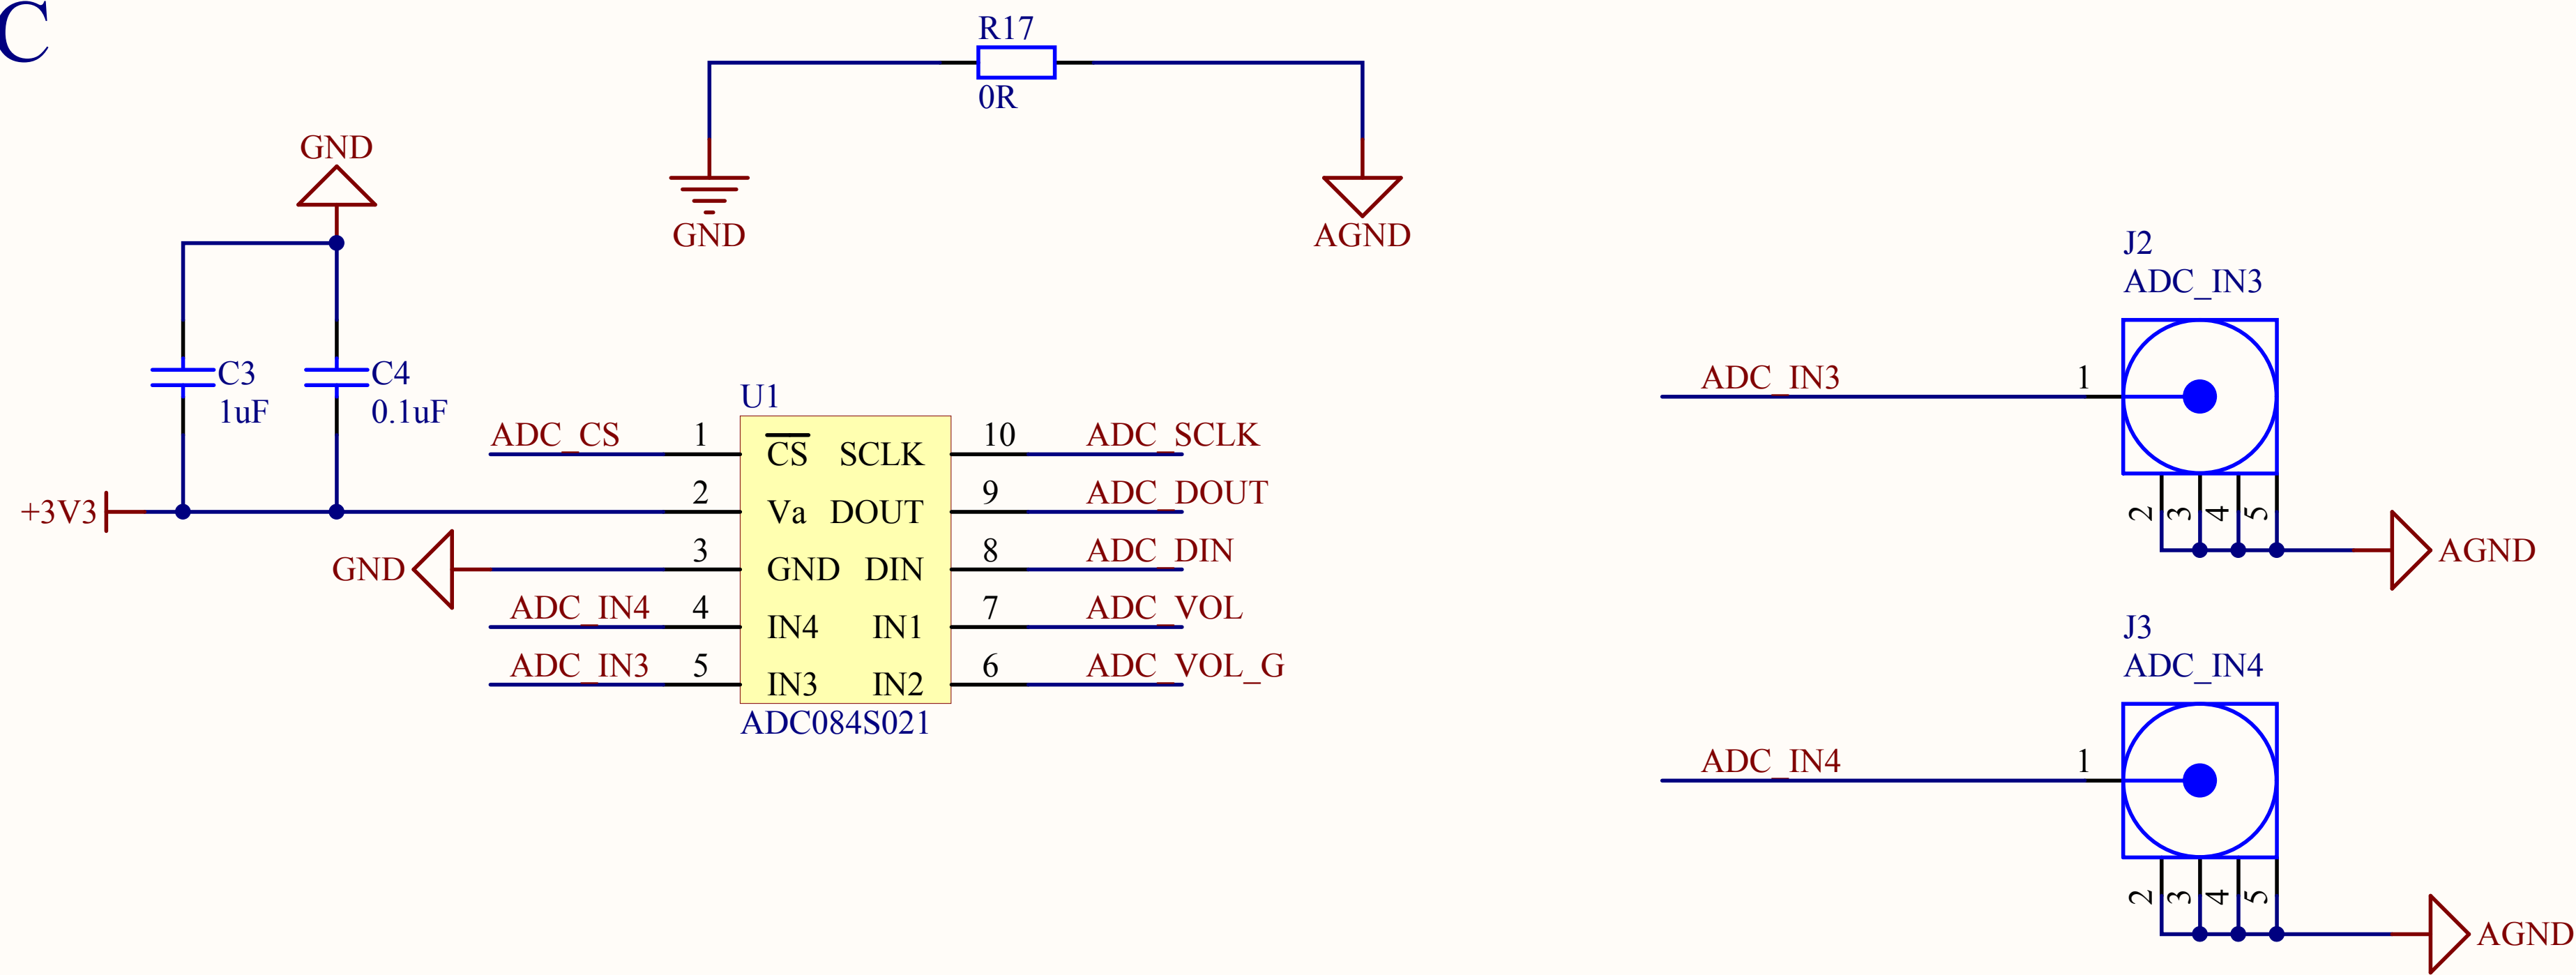 C
R17
0R
GND
GND
AGND
C3
1uF
C4
0.1uF
+3V3
GND
U1
ADC_CS 1 CS SCLK 10 ADC_SCLK
2 Va DOUT 9 ADC_DOUT
3 GND DIN 8 ADC_DIN
ADC_IN4 4 IN4 IN1 7 ADC_VOL
ADC_IN3 5 IN3 IN2 6 ADC_VOL_G
ADC084S021
J2
ADC_IN3
ADC_IN3 1
2 3 4 5
AGND
J3
ADC_IN4
ADC_IN4 1
2 3 4 5
AGND